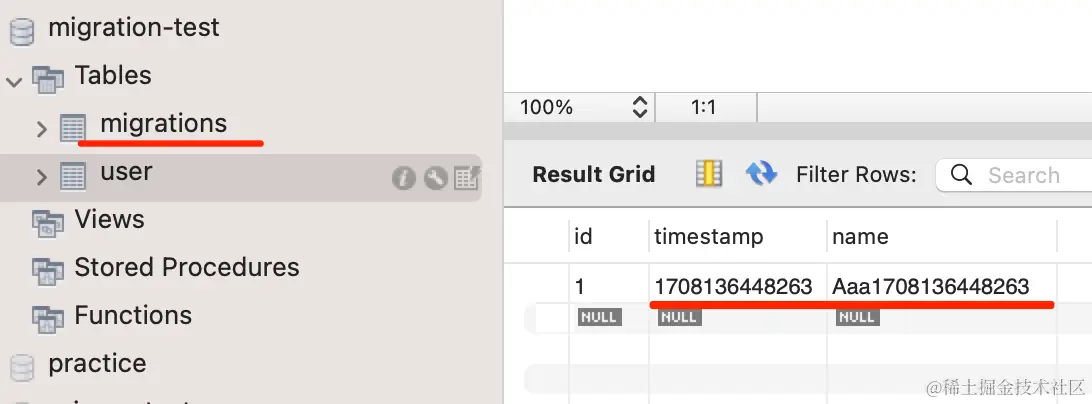 migration-test
Tables
migrations
user
Views
Stored Procedures
Functions
practice
100% 1:1
Result Grid Filter Rows: Search
id timestamp name
1 1708136448263 Aaa1708136448263
NULL NULL NULL
@稀土掘金技术社区